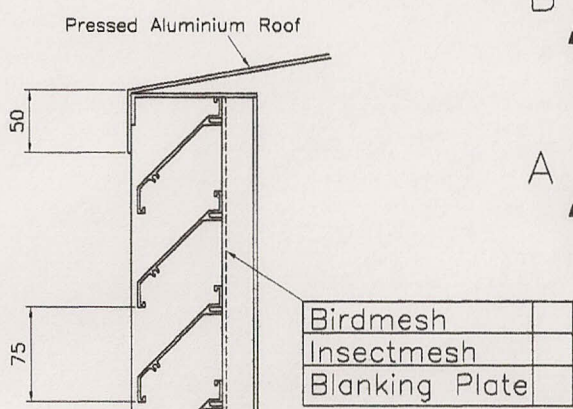 Pressed Aluminium Roof
50
A
75
Birdmesh
Insectmesh
Blanking Plate